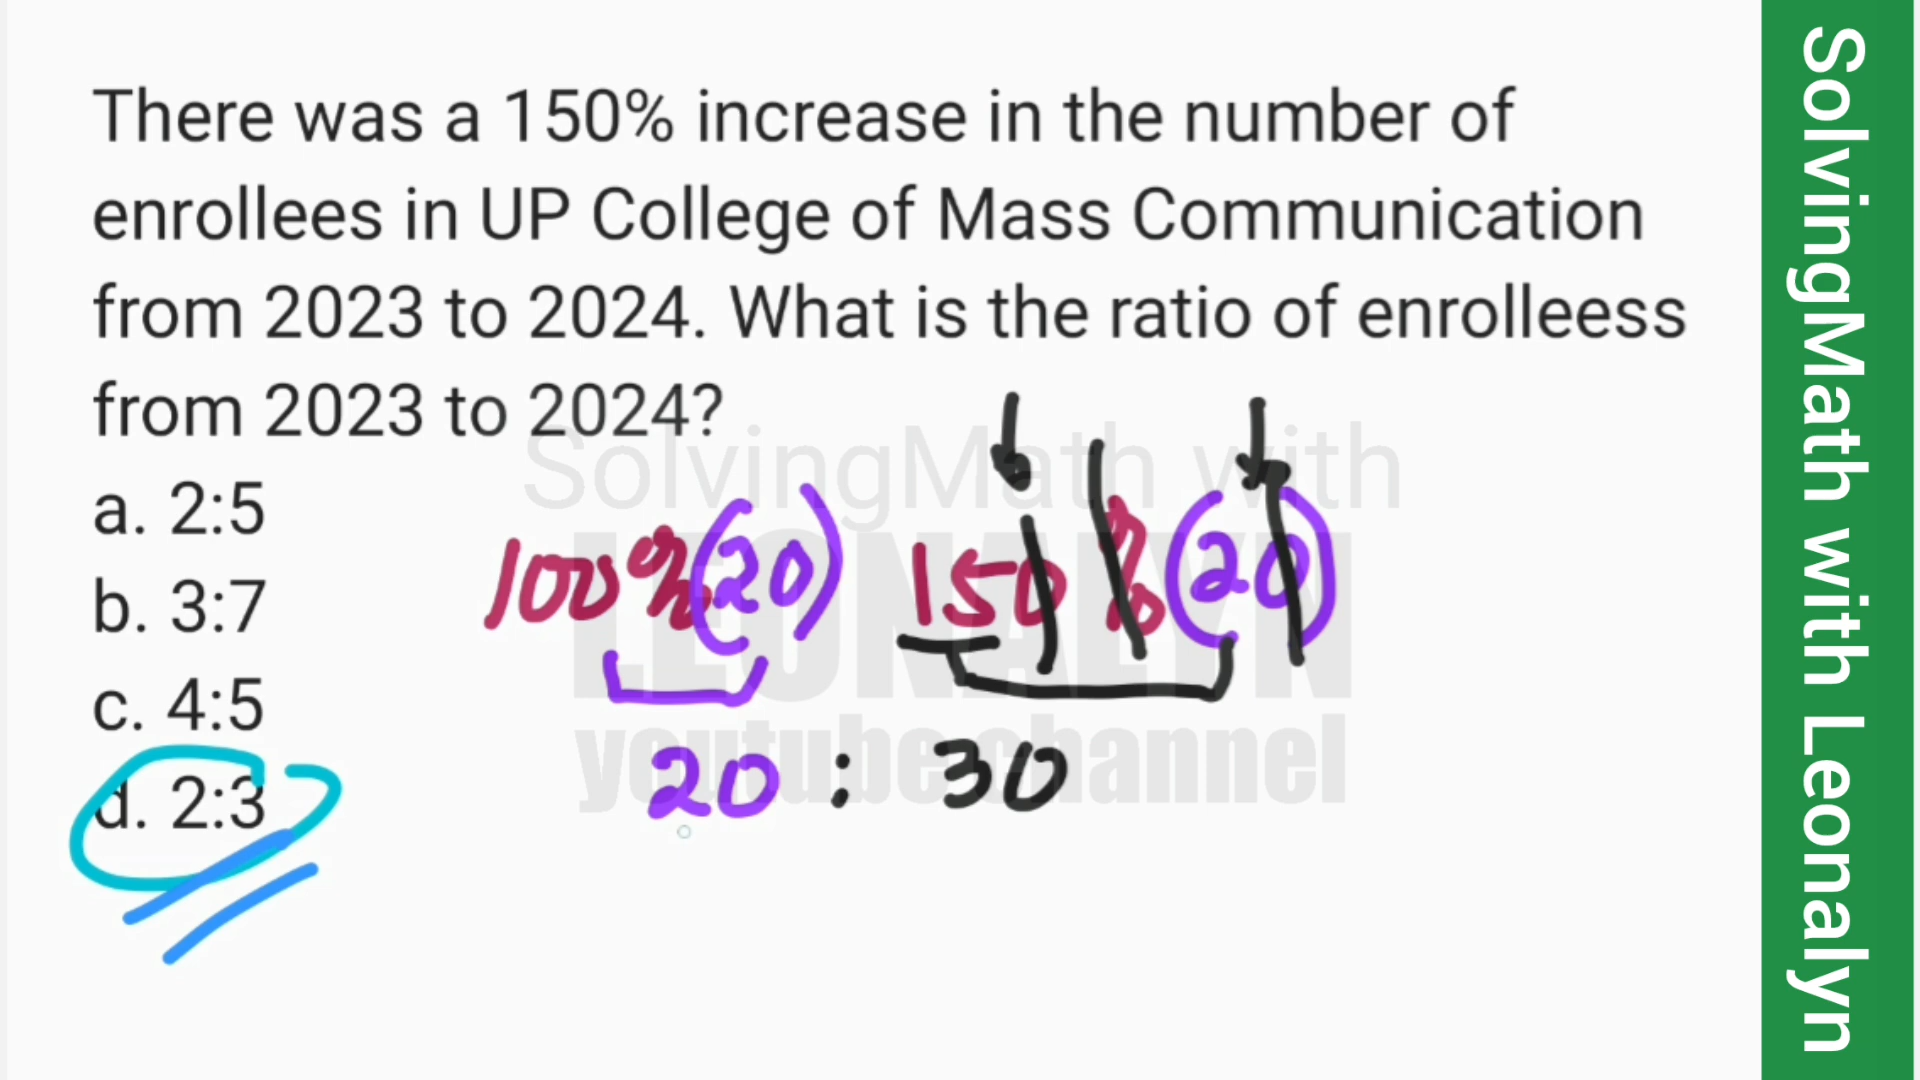 There was a 150% increase in the number of
enrollees in UP College of Mass Communication
from 2023 to 2024. What is the ratio of enrolleess
from 2023 to 2024?
a. 2:5
b. 3:7
c. 4:5
d. 2:3
100%(20) 150%(20)
20 : 30
SolvingMath with
LEONALYN
youtube channel
SolvingMath with Leonalyn